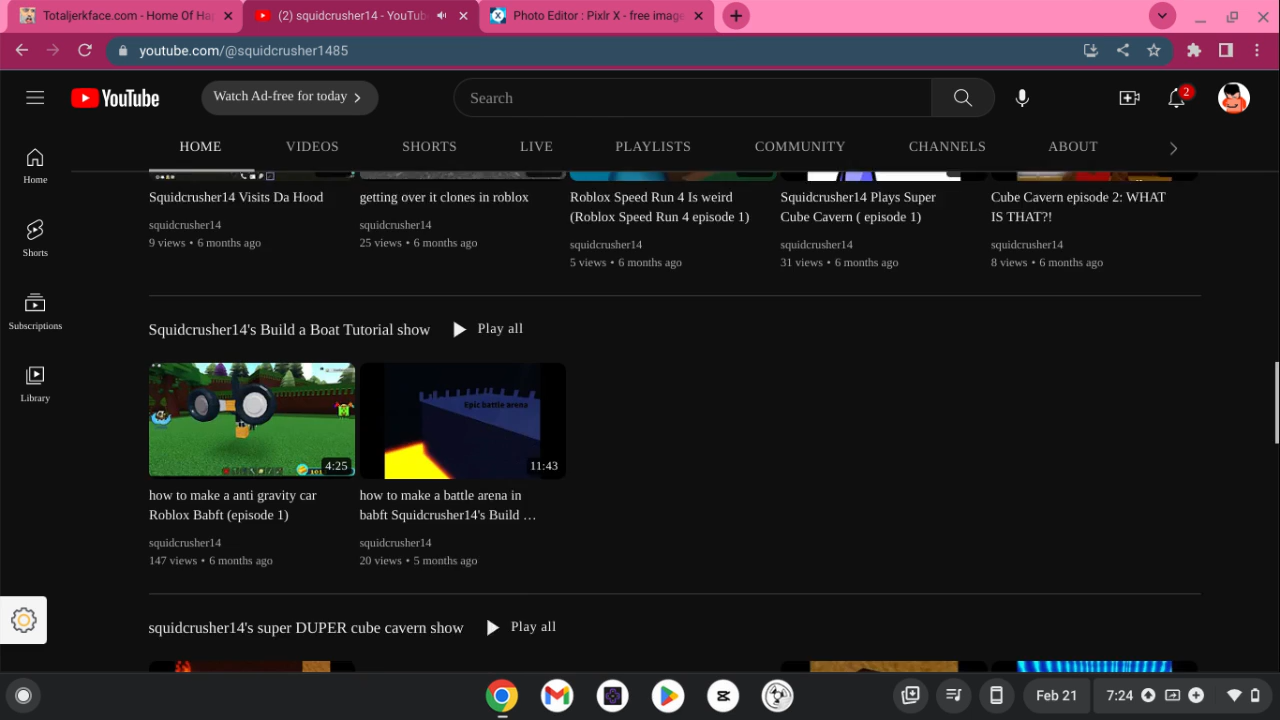 Totaljerkface.com - Home Of Ha
(2) squidcrusher14 - YouTub
Photo Editor : Pixlr X - free image
youtube.com/@squidcrusher1485
YouTube
Watch Ad-free for today
Search
2
HOME
VIDEOS
SHORTS
LIVE
PLAYLISTS
COMMUNITY
CHANNELS
ABOUT
Home
Shorts
Subscriptions
Library
Squidcrusher14 Visits Da Hood
squidcrusher14
9 views • 6 months ago
getting over it clones in roblox
squidcrusher14
25 views • 6 months ago
Roblox Speed Run 4 Is weird
(Roblox Speed Run 4 episode 1)
squidcrusher14
5 views • 6 months ago
Squidcrusher14 Plays Super
Cube Cavern ( episode 1)
squidcrusher14
31 views • 6 months ago
Cube Cavern episode 2: WHAT
IS THAT?!
squidcrusher14
8 views • 6 months ago
Squidcrusher14's Build a Boat Tutorial show
Play all
4:25
how to make a anti gravity car
Roblox Babft (episode 1)
squidcrusher14
147 views • 6 months ago
Epic battle arena
11:43
how to make a battle arena in
babft Squidcrusher14's Build …
squidcrusher14
20 views • 5 months ago
squidcrusher14's super DUPER cube cavern show
Play all
Feb 21
7:24